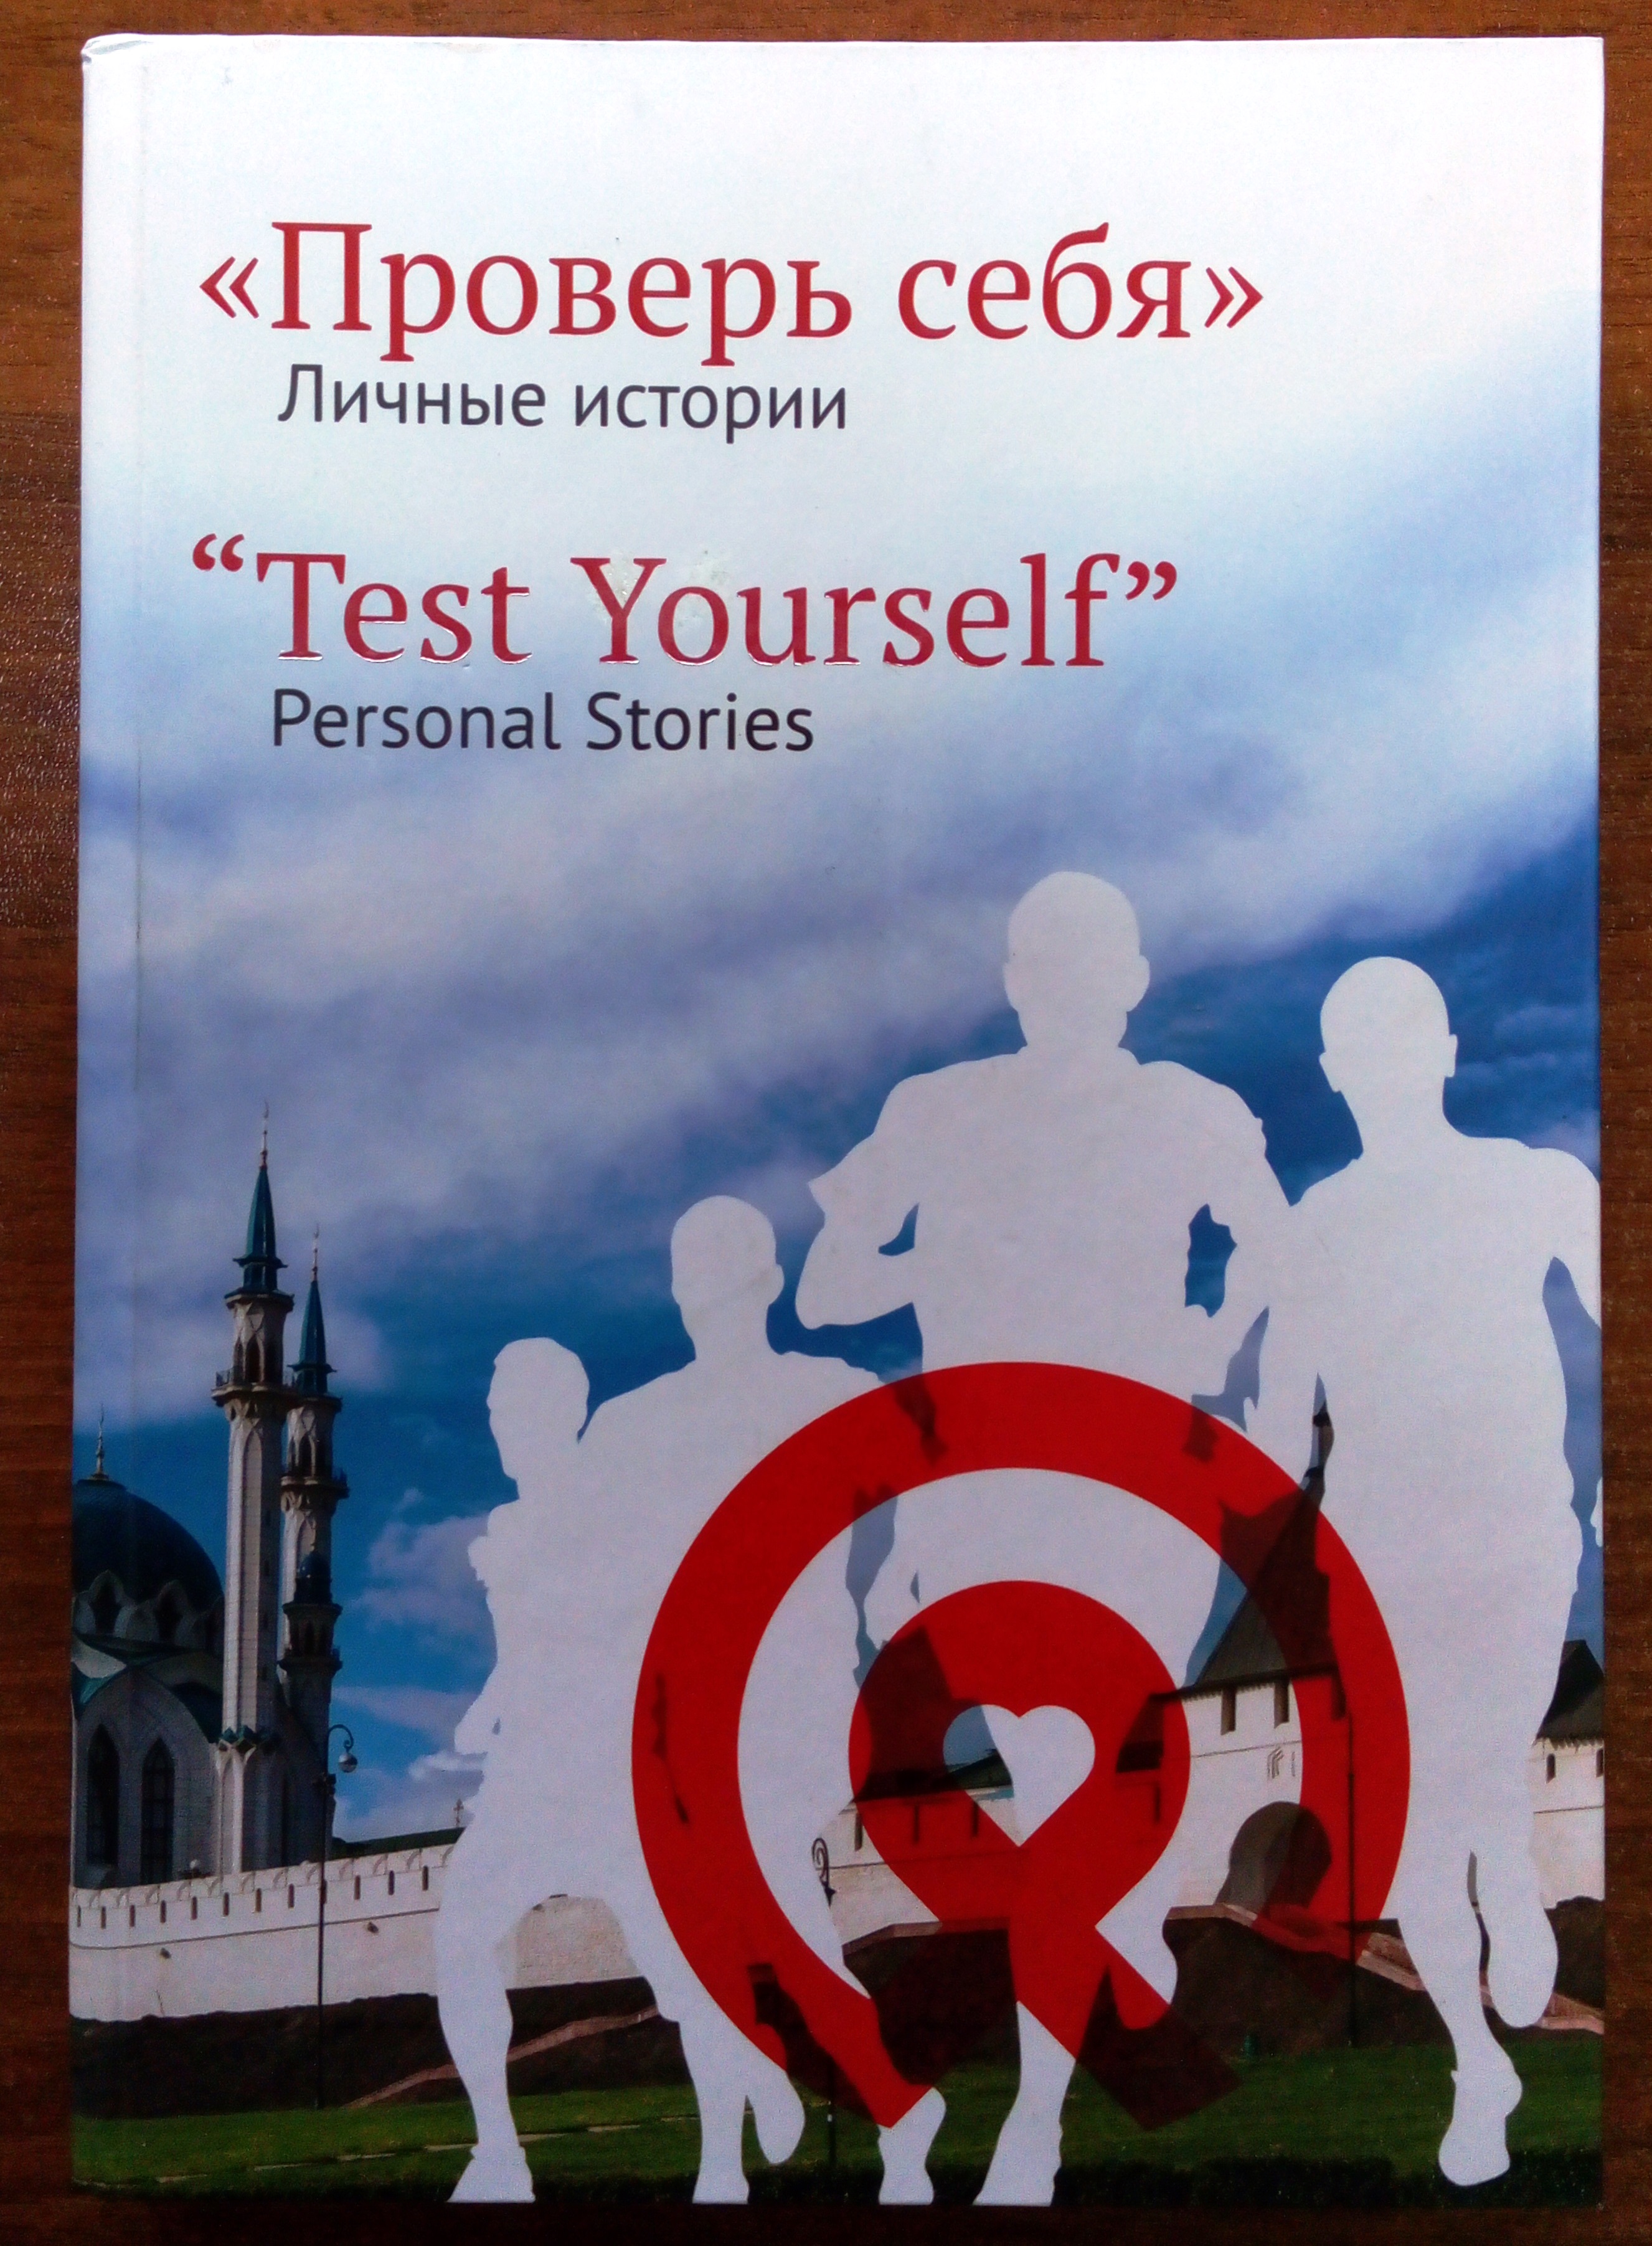 «Проверь себя»
Личные истории
“Test Yourself”
Personal Stories